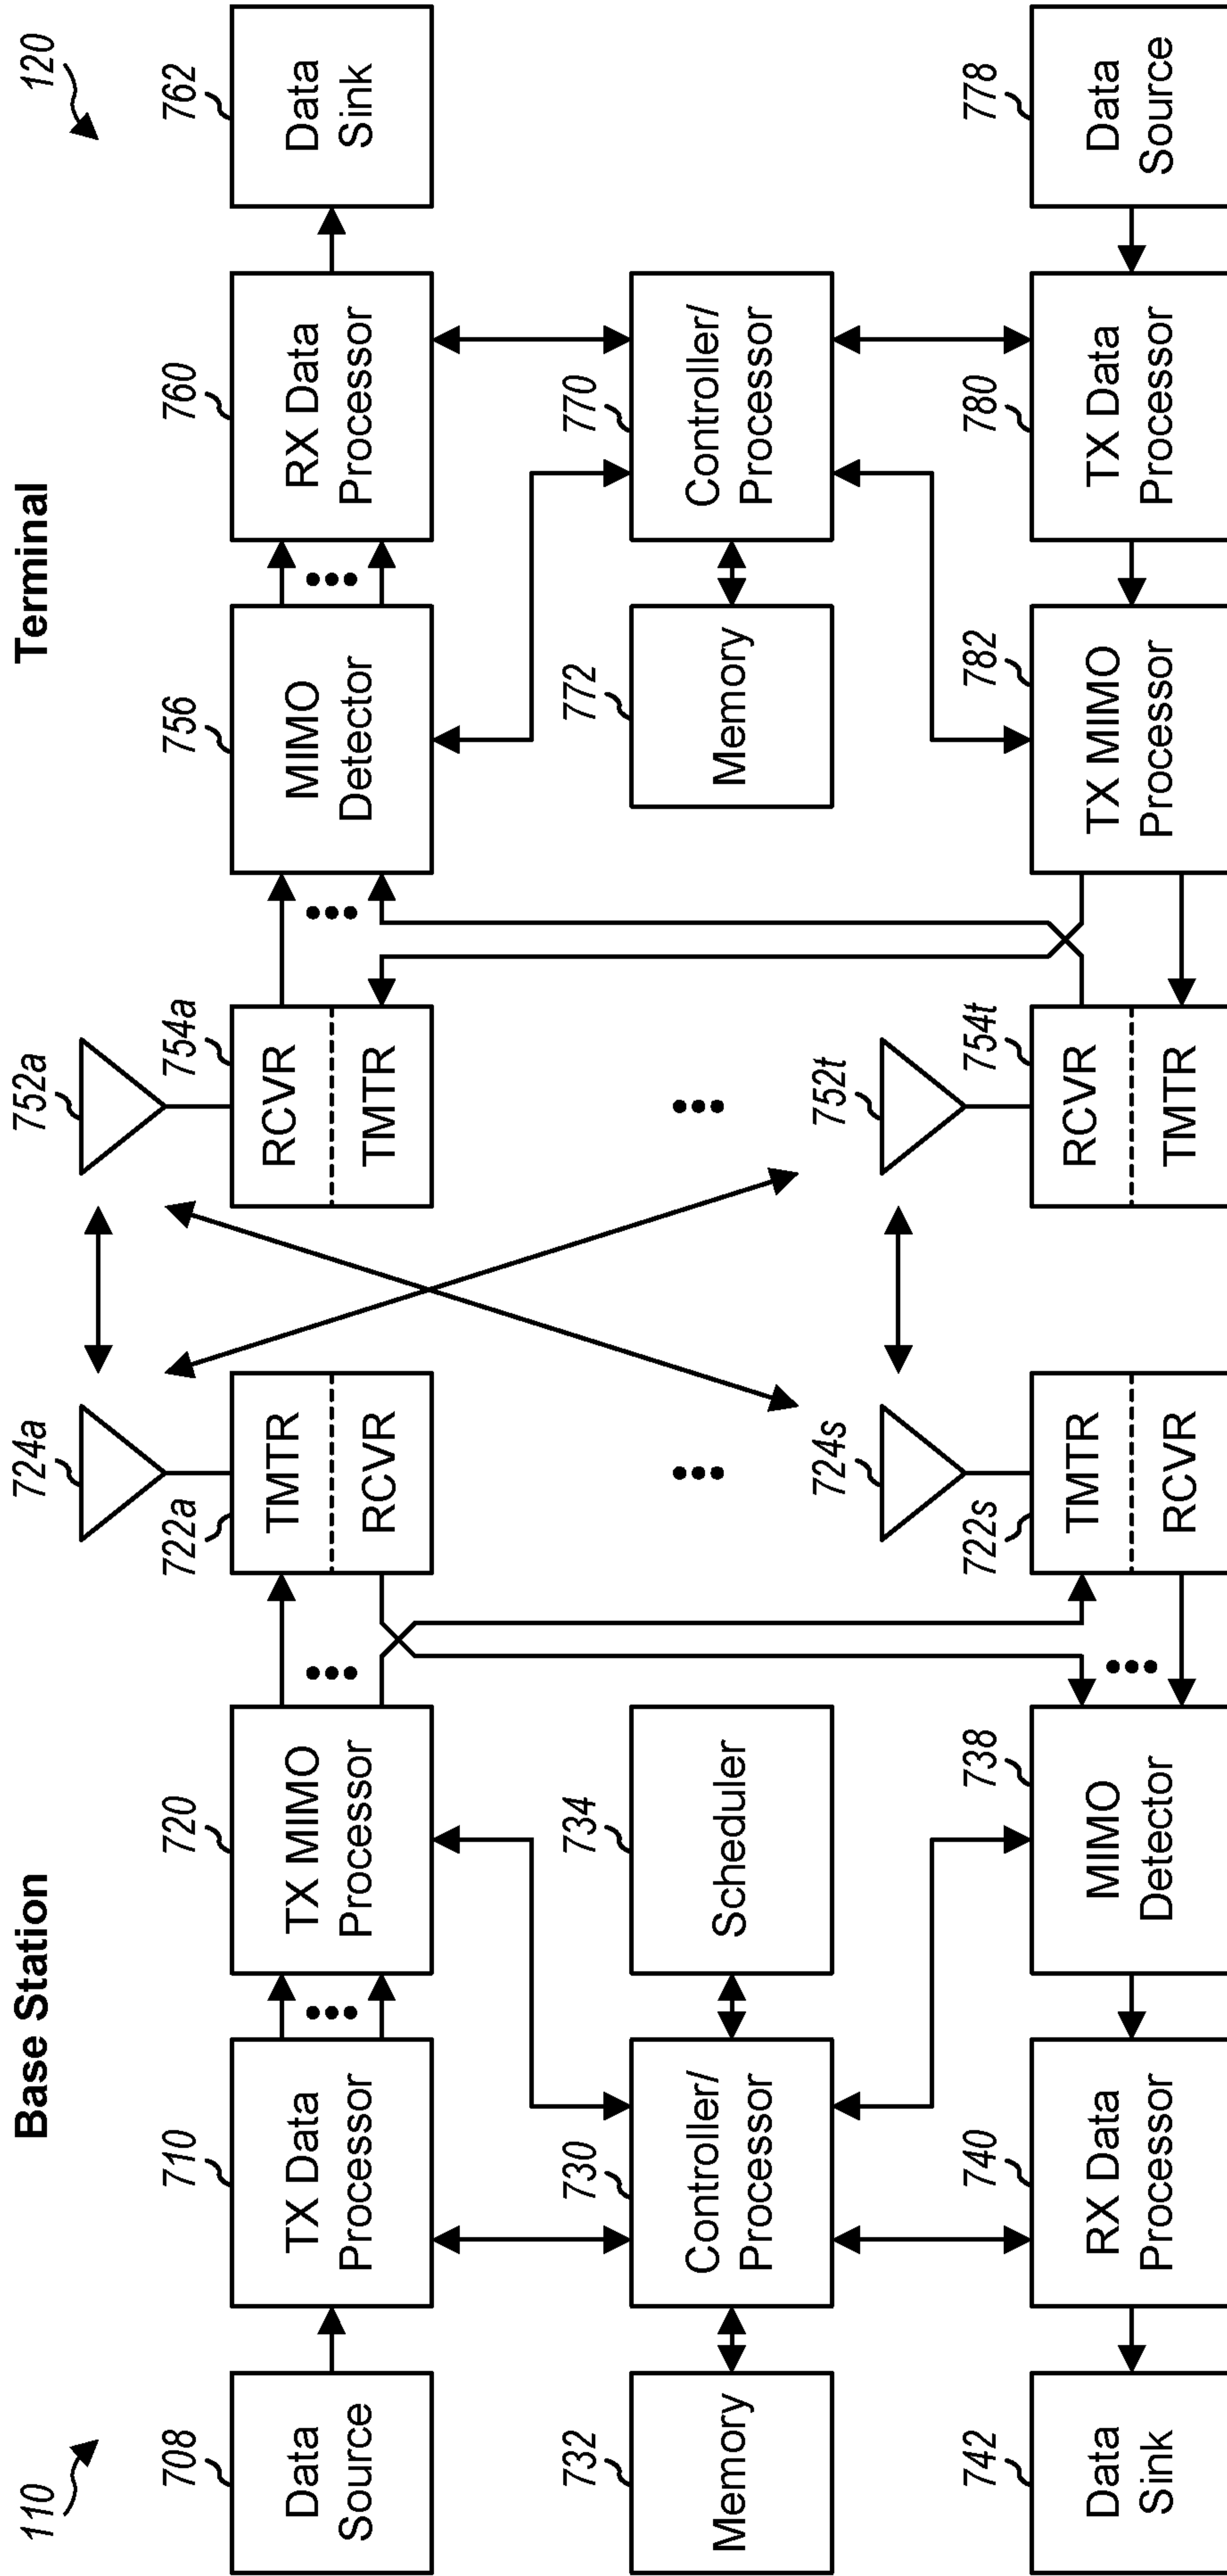 Base Station
Terminal
110
120
708
Data
Source
710
TX Data
Processor
720
TX MIMO
Processor
722a
TMTR
RCVR
724a
752a
754a
RCVR
TMTR
756
MIMO
Detector
760
RX Data
Processor
762
Data
Sink
732
Memory
730
Controller/
Processor
734
Scheduler
772
Memory
770
Controller/
Processor
742
Data
Sink
740
RX Data
Processor
738
MIMO
Detector
722s
TMTR
RCVR
724s
752t
754t
RCVR
TMTR
782
TX MIMO
Processor
780
TX Data
Processor
778
Data
Source